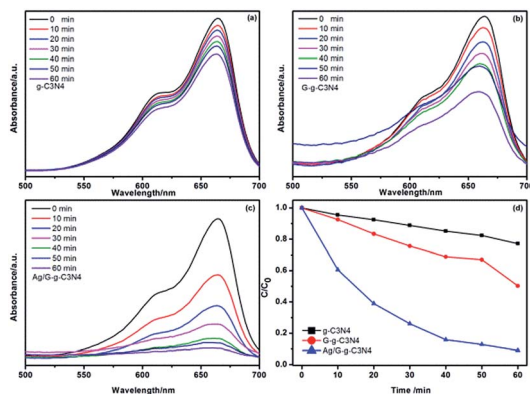 (a)
0 min
10 min
20 min
30 min
40 min
50 min
60 min
g-C3N4
Absorbance/a.u.
500 550 600 650 700
Wavelength/nm
(b)
0 min
10 min
20 min
30 min
40 min
50 min
60 min
G-g-C3N4
Absorbance/a.u.
500 550 600 650 700
Wavelength/nm
(c)
0 min
10 min
20 min
30 min
40 min
50 min
60 min
Ag/G-g-C3N4
Absorbance/a.u.
500 550 600 650 700
Wavelength/nm
(d)
1.0
0.8
0.6
0.4
0.2
0.0
C/C0
g-C3N4
G-g-C3N4
Ag/G-g-C3N4
0 10 20 30 40 50 60
Time /min